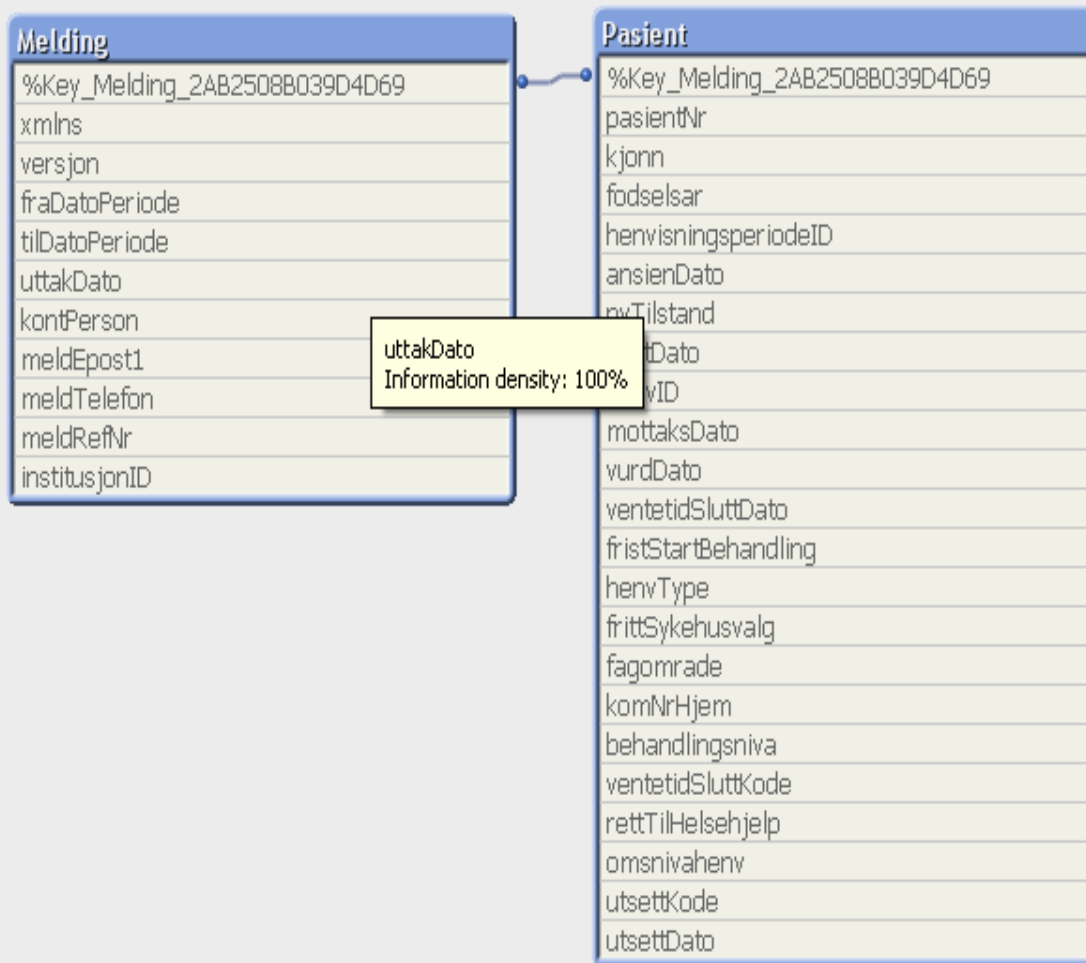 Melding
%Key_Melding_2AB2508B039D4D69
xmlns
versjon
fraDatoPeriode
tilDatoPeriode
uttakDato
kontPerson
meldEpost1
meldTelefon
meldRefNr
institusjonID
uttakDato
Information density: 100%
Pasient
%Key_Melding_2AB2508B039D4D69
pasientNr
kjonn
fodselsar
henvisningsperiodeID
ansienDato
nyTilstand
mottaksDato
vurdDato
ventetidSluttDato
fristStartBehandling
henvType
frittSykehusvalg
fagomrade
komNrHjem
behandlingsniva
ventetidSluttKode
rettTilHelsehjelp
omsnivahenv
utsettKode
utsettDato